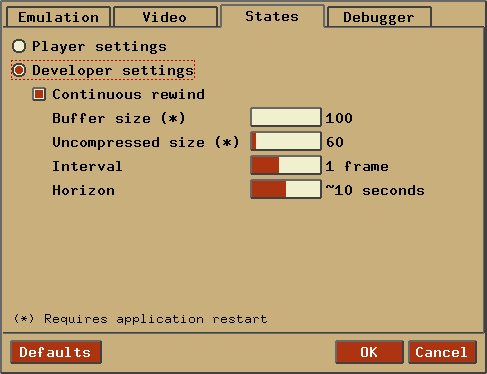 Emulation Video States Debugger
Player settings
Developer settings
Continuous rewind
Buffer size (*) 100
Uncompressed size (*) 60
Interval 1 frame
Horizon ~10 seconds
(*) Requires application restart
Defaults OK Cancel